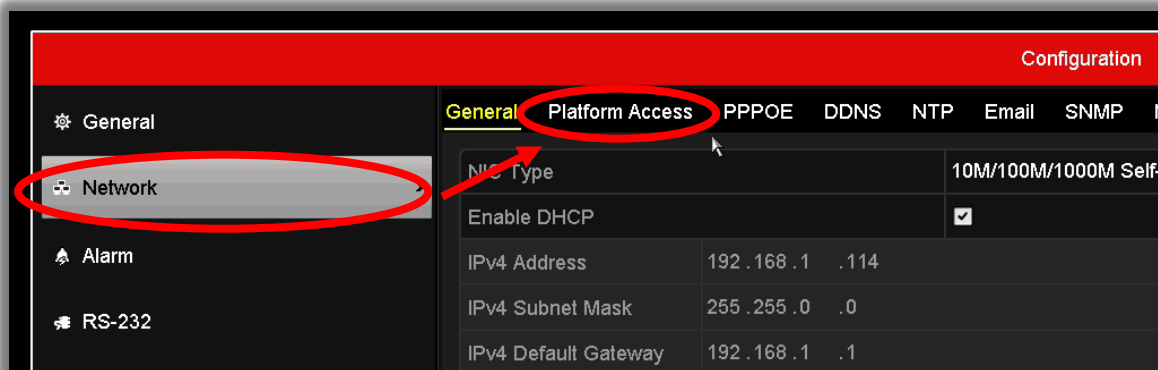 Configuration
General
Network
Alarm
RS-232
General Platform Access PPPOE DDNS NTP Email SNMP
NIC Type 10M/100M/1000M Self-
Enable DHCP
IPv4 Address 192.168.1 .114
IPv4 Subnet Mask 255.255.0 .0
IPv4 Default Gateway 192.168.1 .1